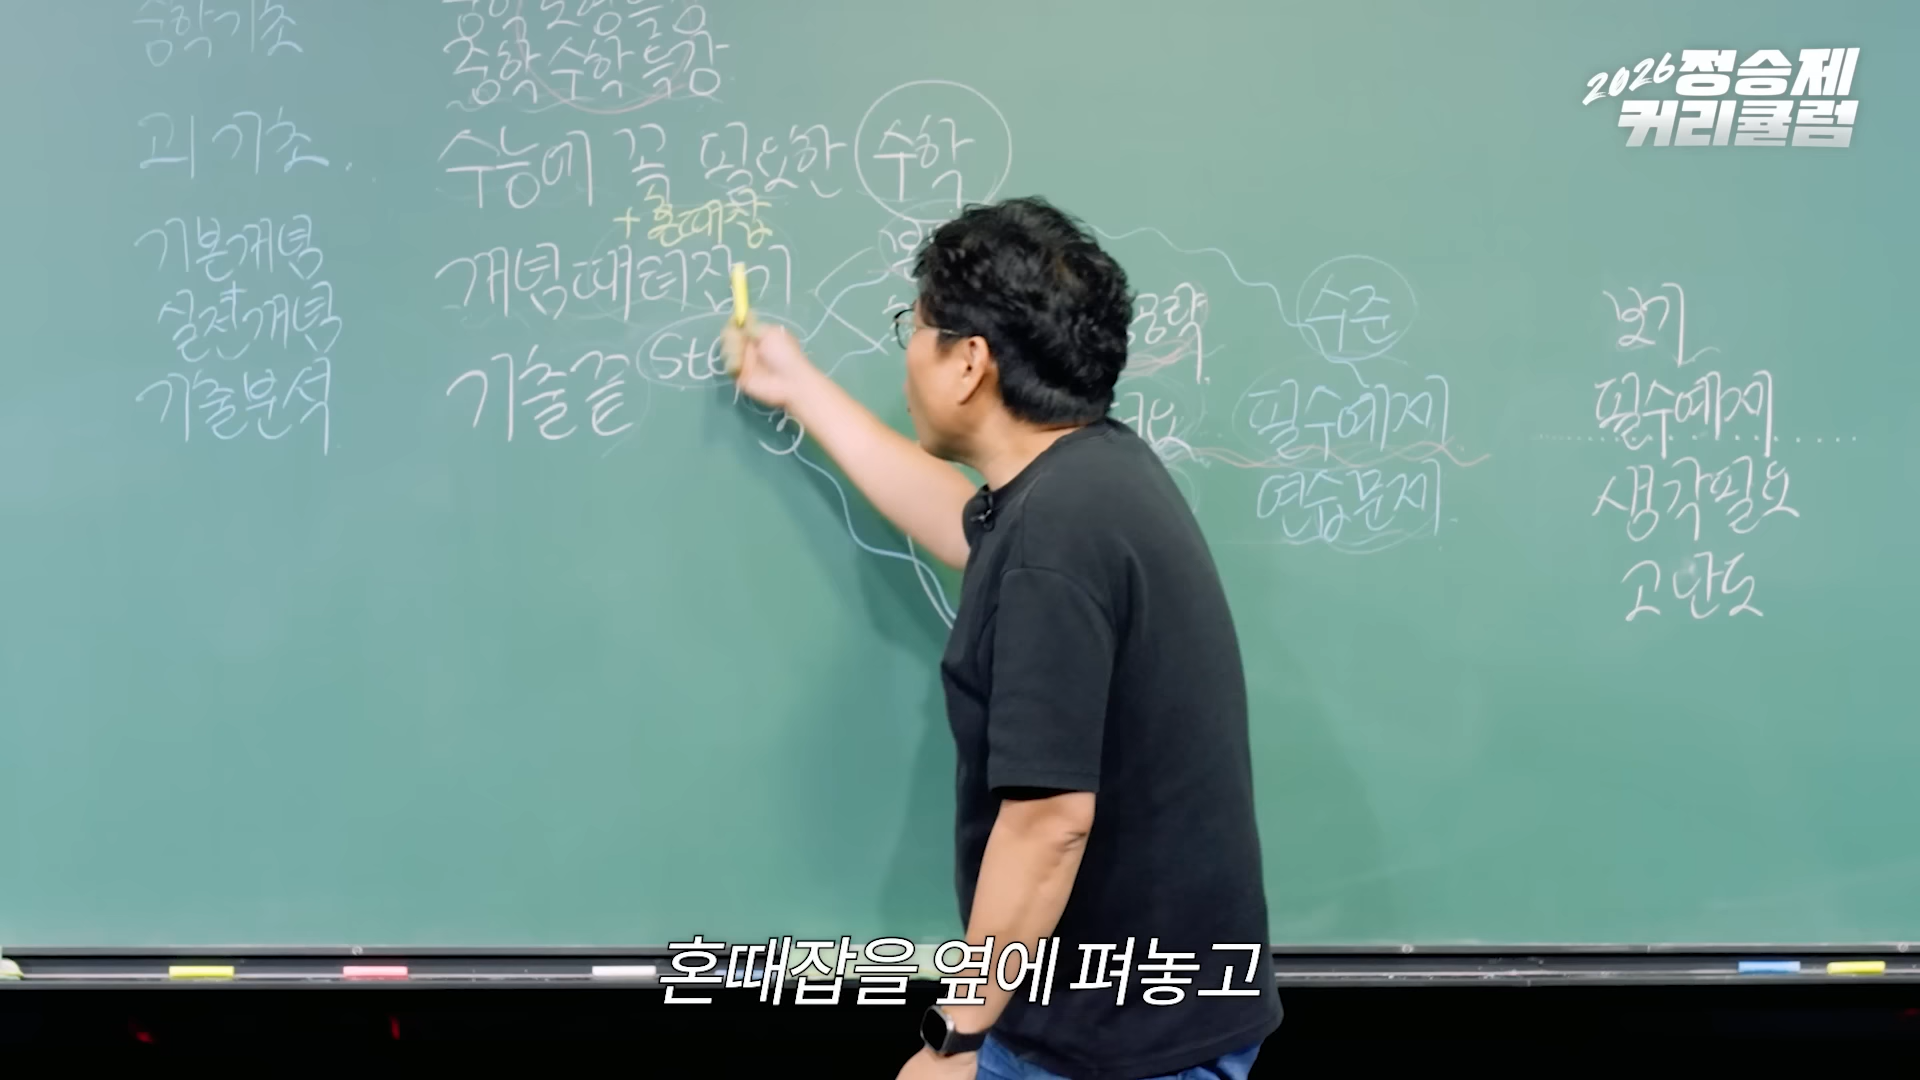 2026 정승제
커리큘럼
중학기초
중학수학특강
고1기초.
수능에 꼭 필요한 수학
+혼때잡
기본개념
개념때려잡기
실전개념
수준
보기
공략
기출분석
기출끝
필수예제
필수예제
연습문제.
생각필요
고난도
혼때잡을 옆에 펴놓고